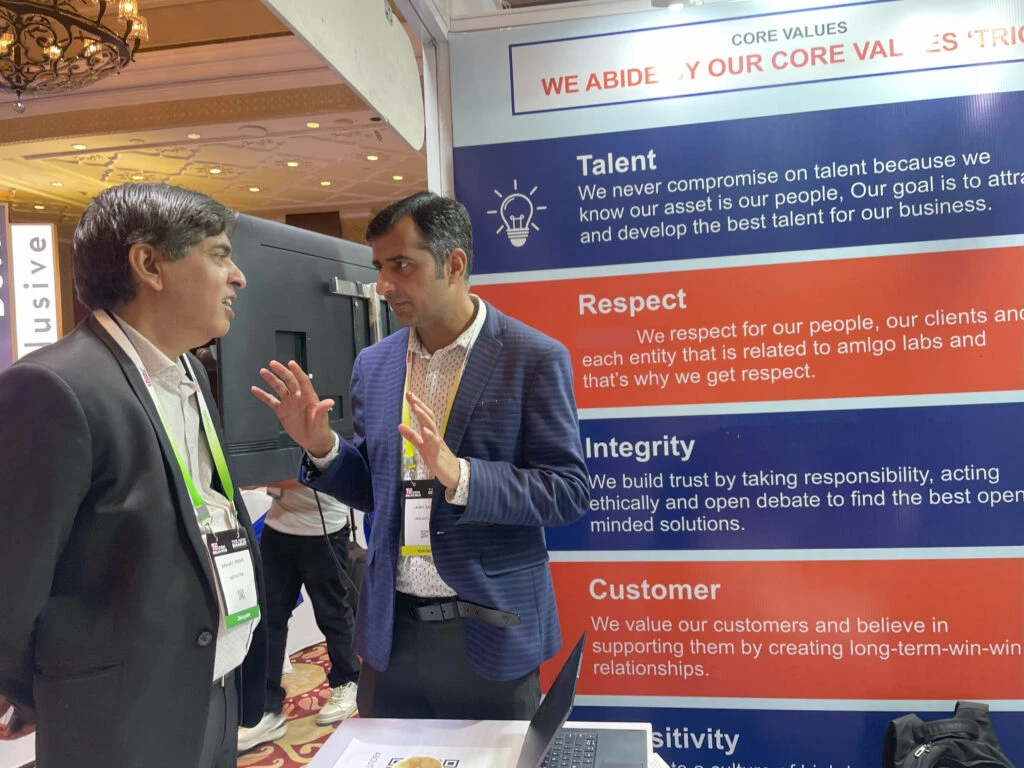 CORE VALUES
WE ABIDE Y OUR CORE VAL ES ‘TRIC
Talent
We never compromise on talent because we
know our asset is our people, Our goal is to attra
and develop the best talent for our business.
Respect
We respect for our people, our clients and
each entity that is related to amlgo labs and
that's why we get respect.
Integrity
We build trust by taking responsibility, acting
ethically and open debate to find the best open
minded solutions.
Customer
We value our customers and believe in
supporting them by creating long-term-win-win
relationships.
sitivity
lusive